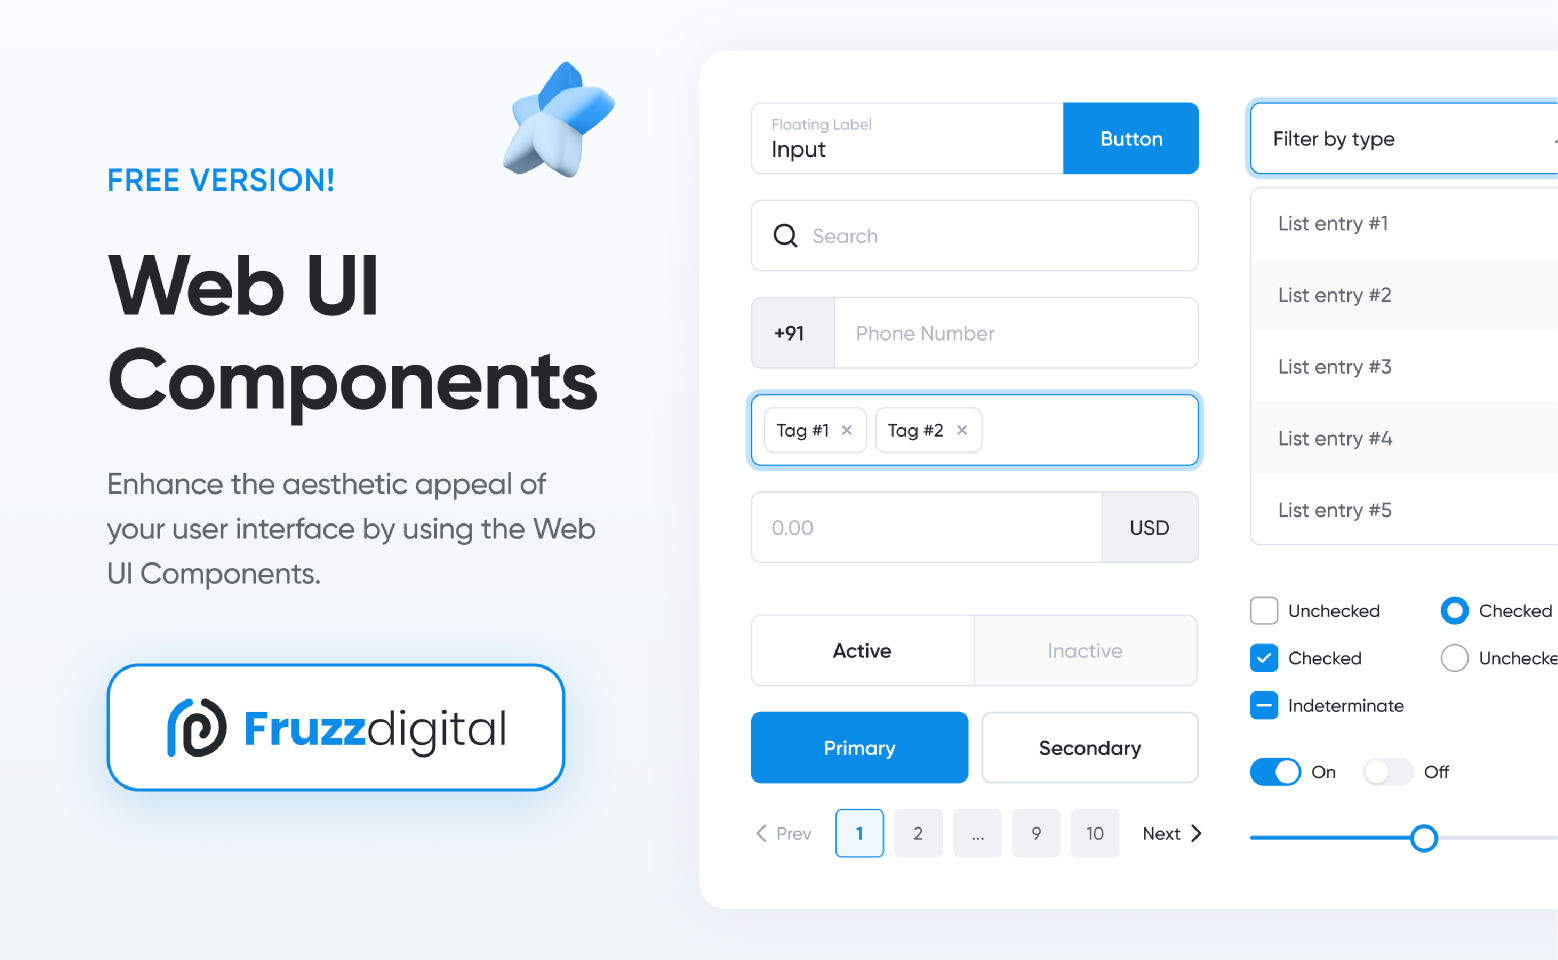 FREE VERSION!
Web UI
Components
Enhance the aesthetic appeal of
your user interface by using the Web
UI Components.
Fruzzdigital
Floating Label
Input
Button
Search
+91
Phone Number
Tag #1
Tag #2
0.00
USD
Active
Inactive
Primary
Secondary
Prev
1
2
...
9
10
Next
Filter by type
List entry #1
List entry #2
List entry #3
List entry #4
List entry #5
Unchecked
Checked
Checked
Unchecke
Indeterminate
On
Off